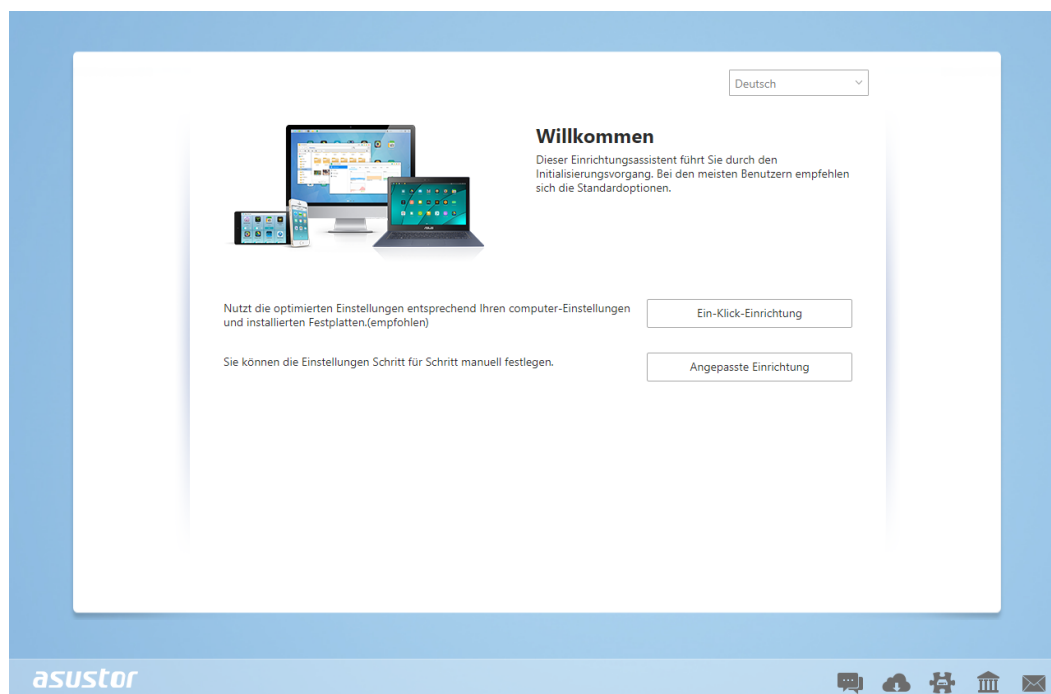 Deutsch
Willkommen
Dieser Einrichtungsassistent führt Sie durch den
Initialisierungsvorgang. Bei den meisten Benutzern empfehlen
sich die Standardoptionen.
Nutzt die optimierten Einstellungen entsprechend Ihren computer-Einstellungen
und installierten Festplatten.(empfohlen)
Ein-Klick-Einrichtung
Sie können die Einstellungen Schritt für Schritt manuell festlegen.
Angepasste Einrichtung
asustor